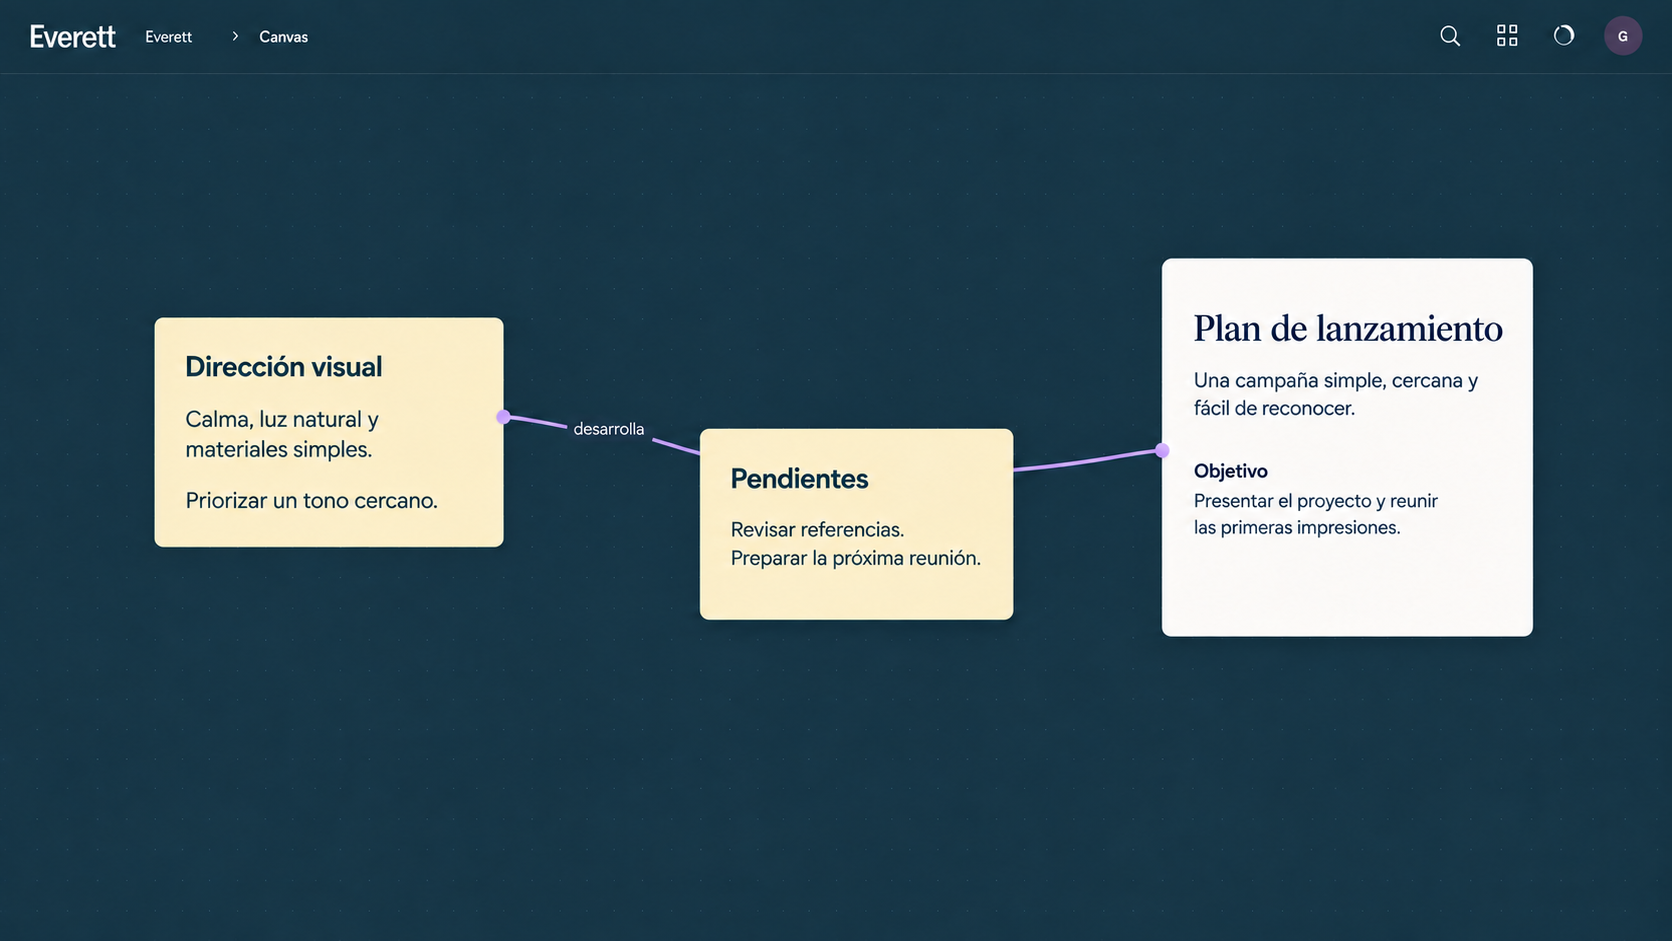 Everett
Everett
Canvas
G
Dirección visual
Calma, luz natural y
materiales simples.
Priorizar un tono cercano.
desarrolla
Pendientes
Revisar referencias.
Preparar la próxima reunión.
Plan de lanzamiento
Una campaña simple, cercana y
fácil de reconocer.
Objetivo
Presentar el proyecto y reunir
las primeras impresiones.